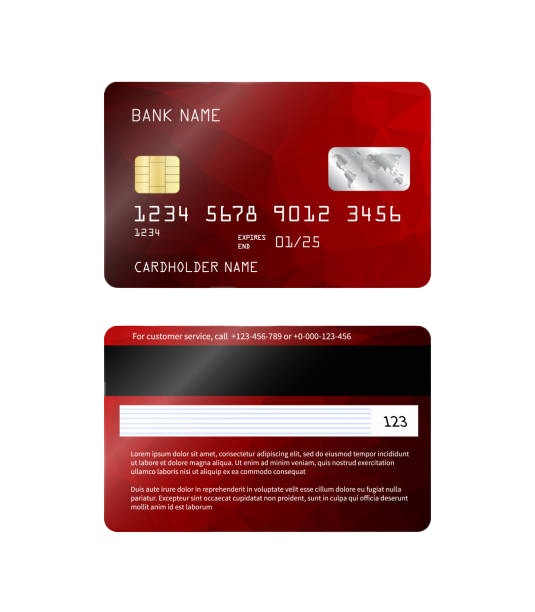 BANK NAME
1234 5678 9012 3456
1234
EXPIRES
END 01/25
CARDHOLDER NAME
For customer service, call +123-456-789 or +0-000-123-456
123
Lorem ipsum dolor sit amet, consectetur adipiscing elit, sed do eiusmod
tempor incididunt ut labore et dolore magna aliqua. Ut enim ad minim
veniam, quis nostrud exercitation
ullamco laboris nisi ut aliquip ex ea commodo consequat
Duis aute irure dolor in reprehenderit in voluptate velit esse cillum dolore eu fugiat nulla
pariatur. Excepteur sint occaecat cupidatat non proident, sunt in culpa qui officia deserunt
mollit anim id est laborum